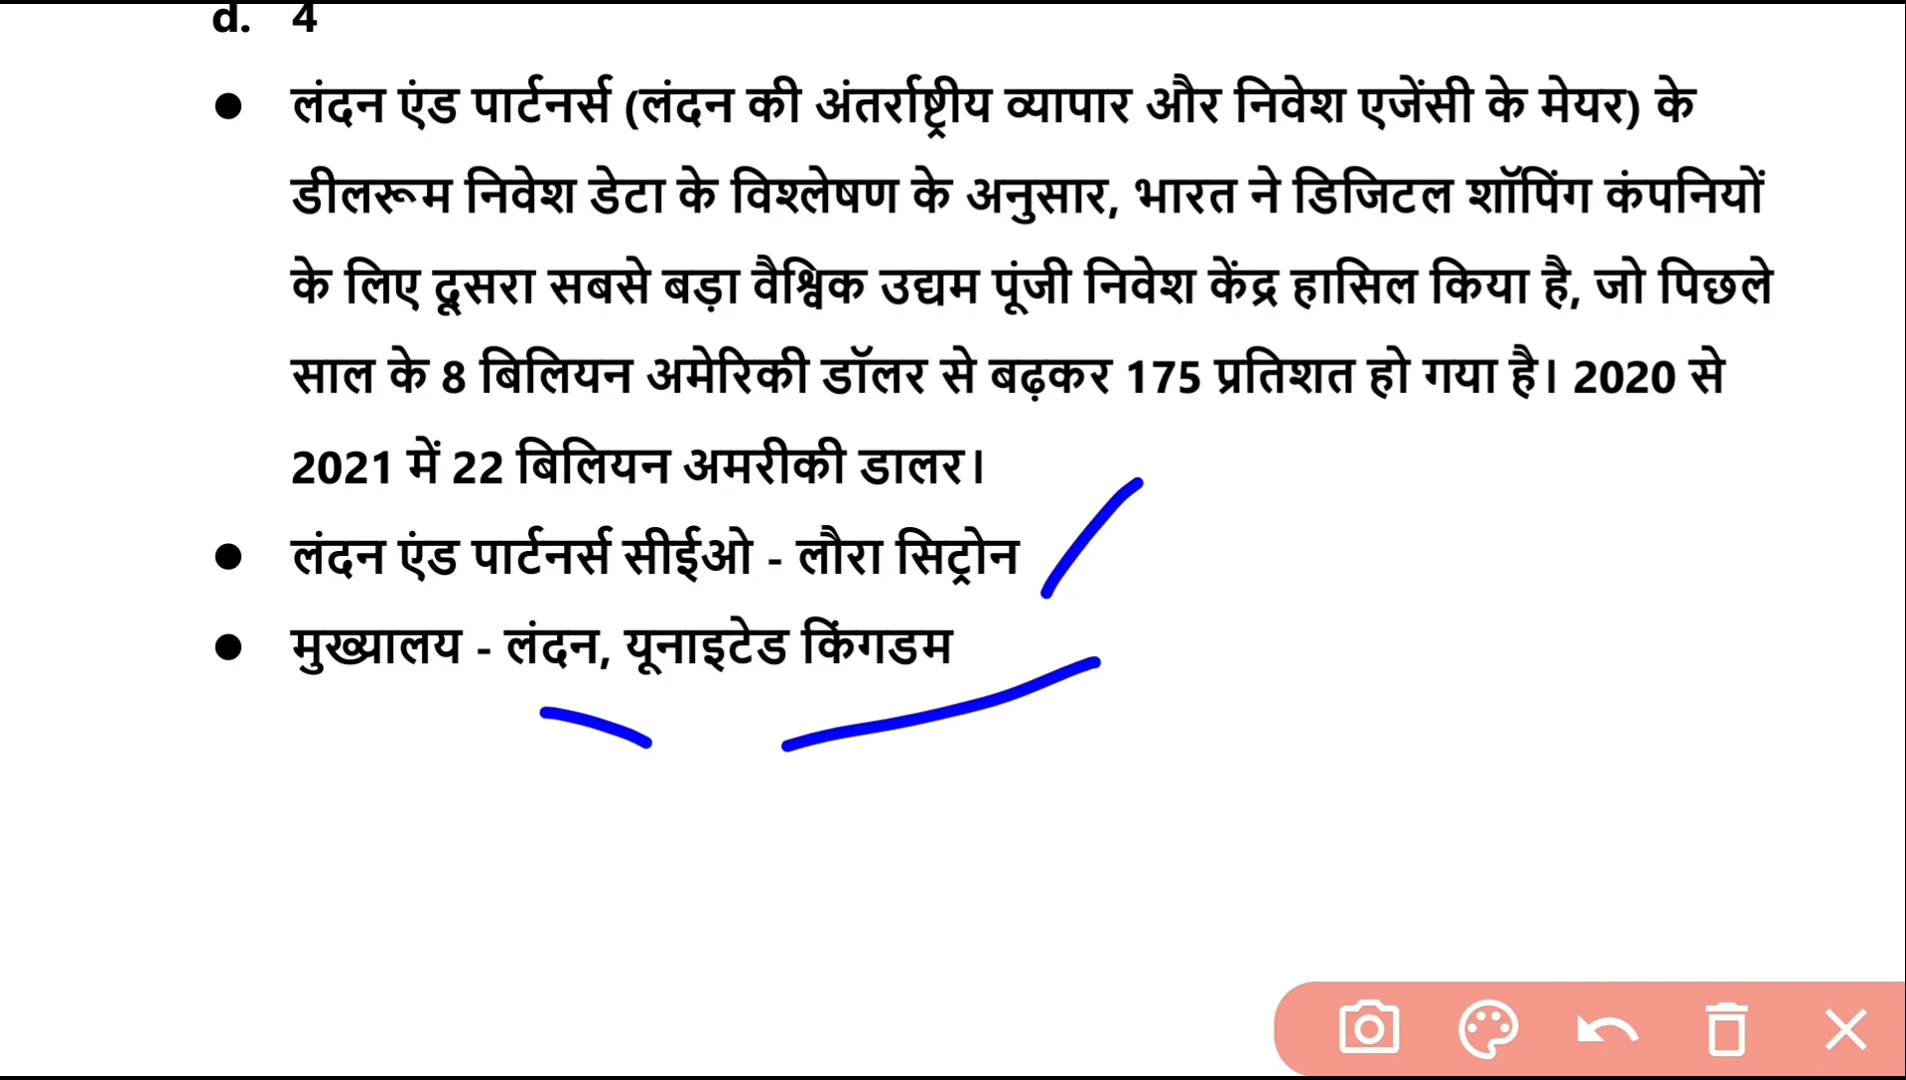 d. 4
● लंदन एंड पार्टनर्स (लंदन की अंतर्राष्ट्रीय व्यापार और निवेश एजेंसी के मेयर) के
डीलरूम निवेश डेटा के विश्लेषण के अनुसार, भारत ने डिजिटल शॉपिंग कंपनियों
के लिए दूसरा सबसे बड़ा वैश्विक उद्यम पूंजी निवेश केंद्र हासिल किया है, जो पिछले
साल के 8 बिलियन अमेरिकी डॉलर से बढ़कर 175 प्रतिशत हो गया है। 2020 से
2021 में 22 बिलियन अमरीकी डालर।
● लंदन एंड पार्टनर्स सीईओ - लौरा सिट्रोन
● मुख्यालय - लंदन, यूनाइटेड किंगडम